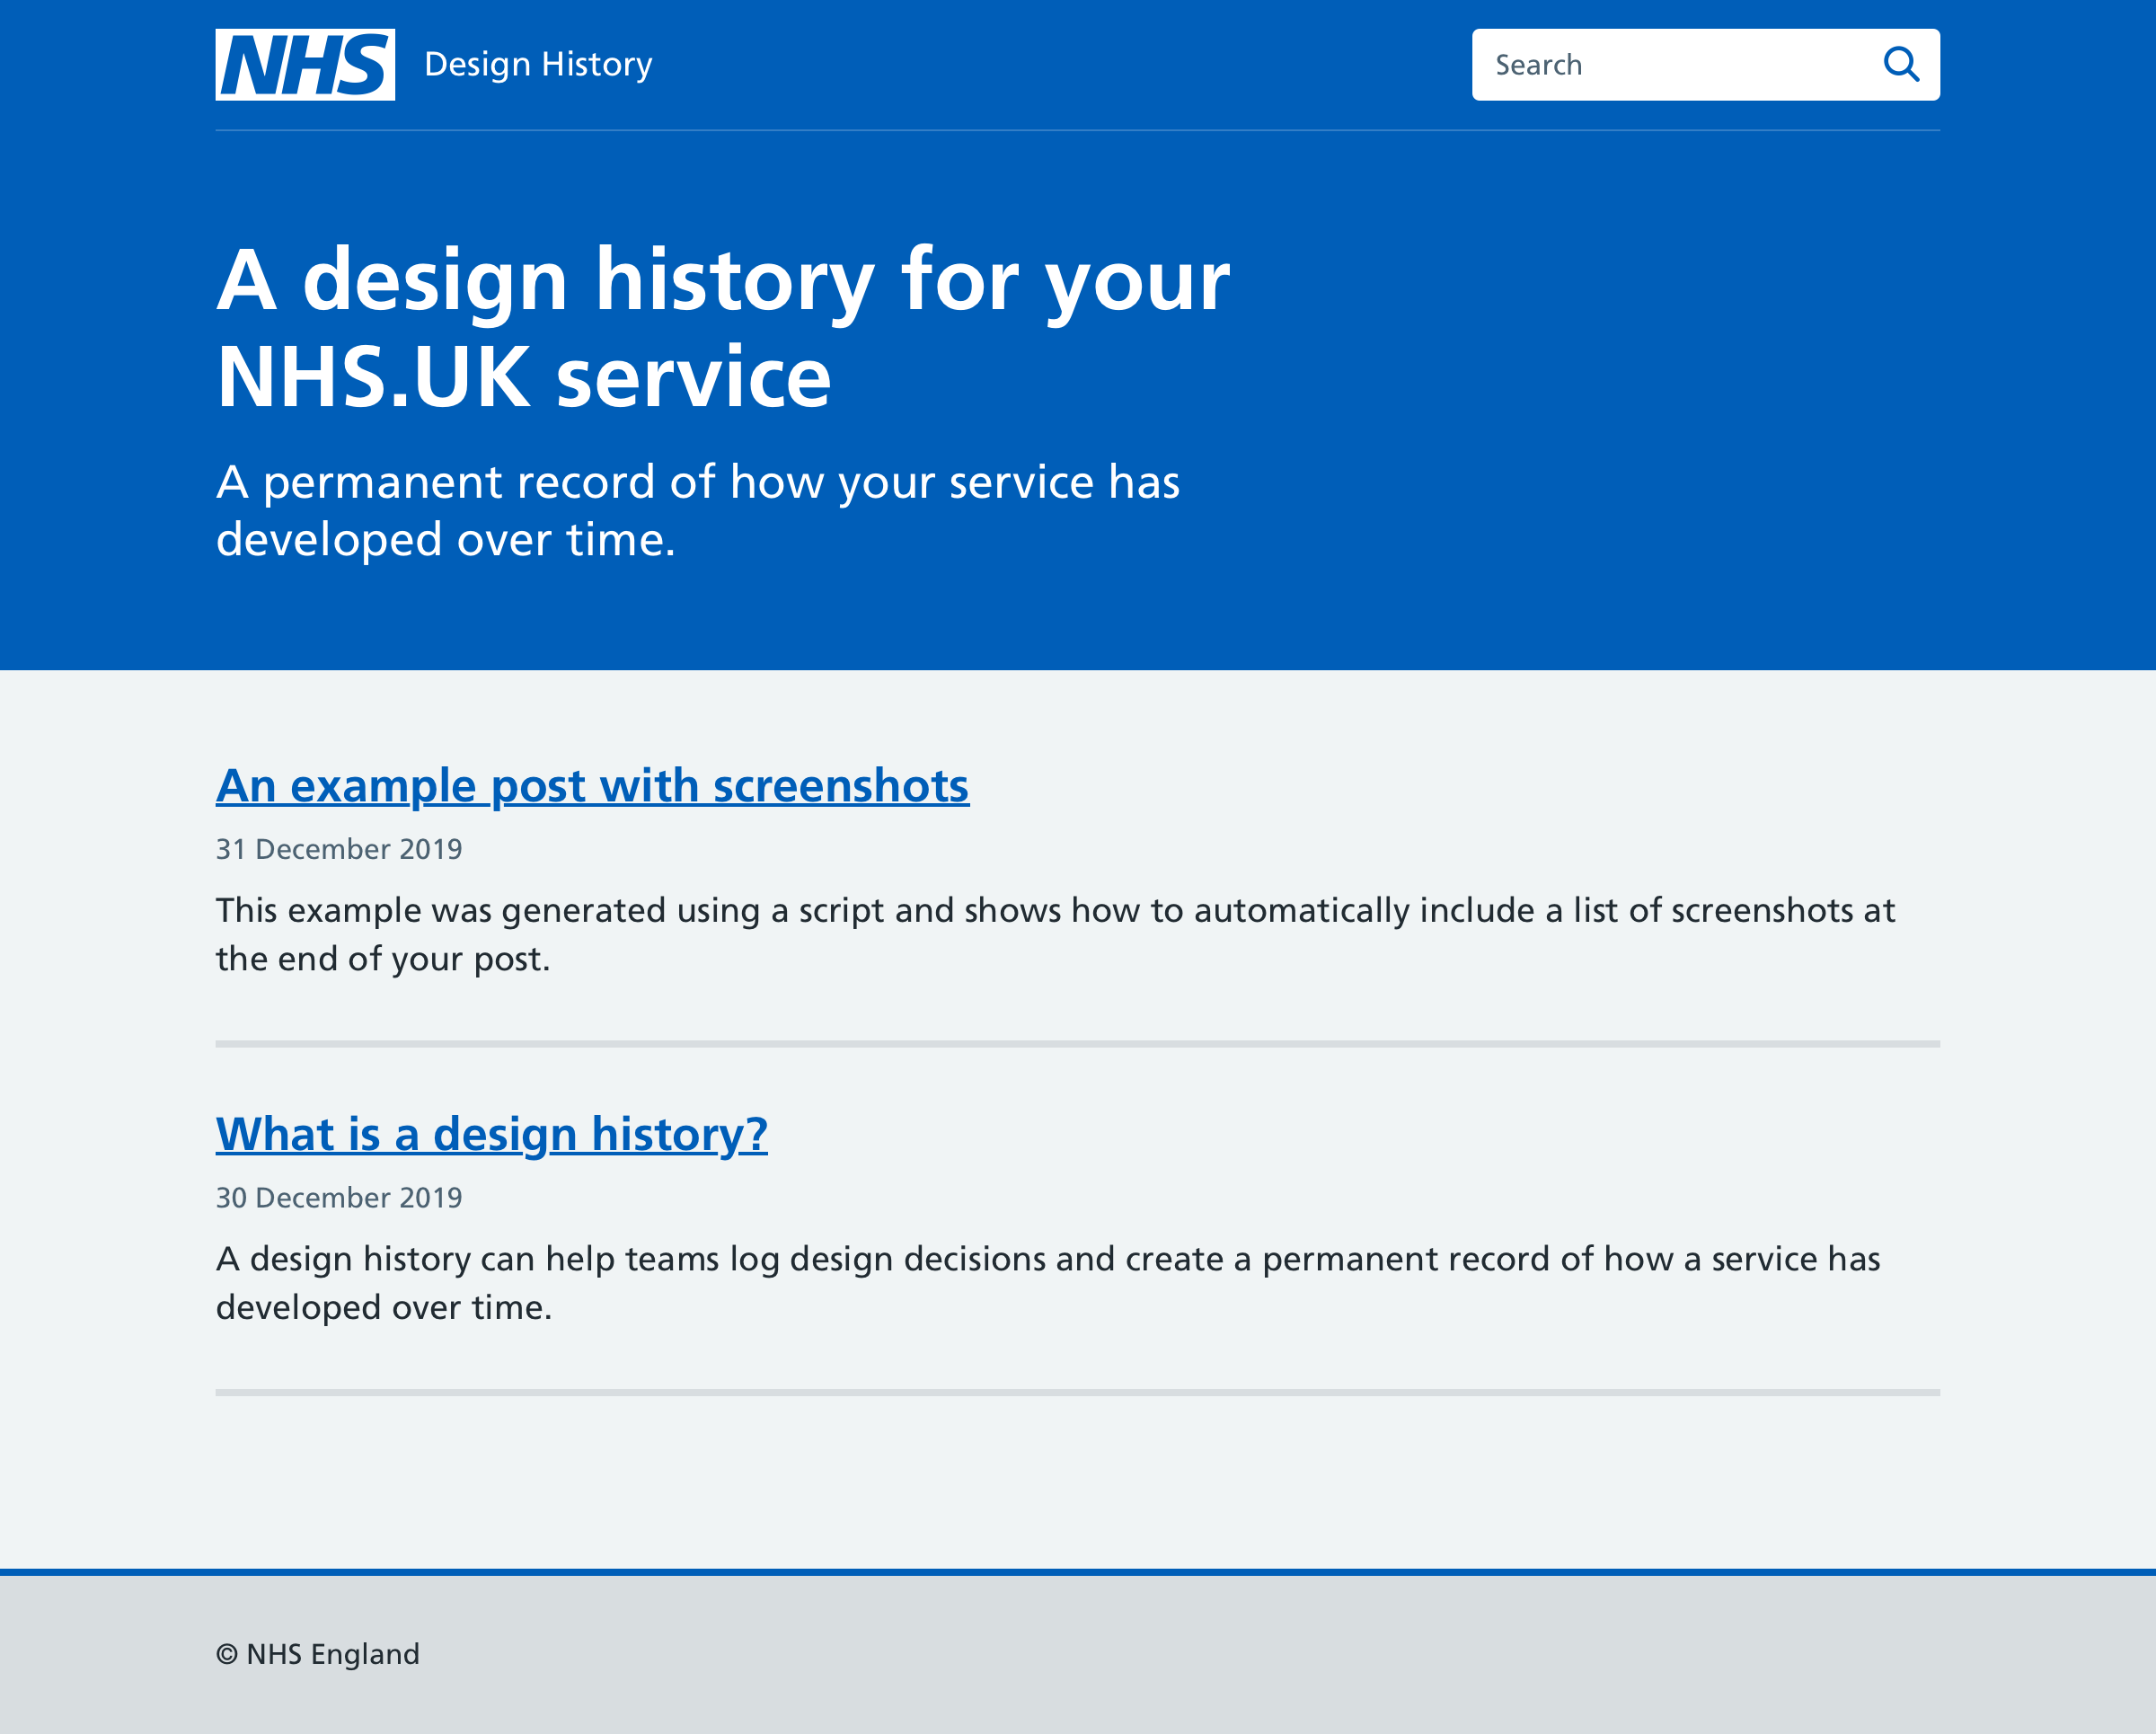 NHS Design History
Search
A design history for your
NHS.UK service
A permanent record of how your service has
developed over time.
An example post with screenshots
31 December 2019
This example was generated using a script and shows how to automatically include a list of screenshots at
the end of your post.
What is a design history?
30 December 2019
A design history can help teams log design decisions and create a permanent record of how a service has
developed over time.
© NHS England